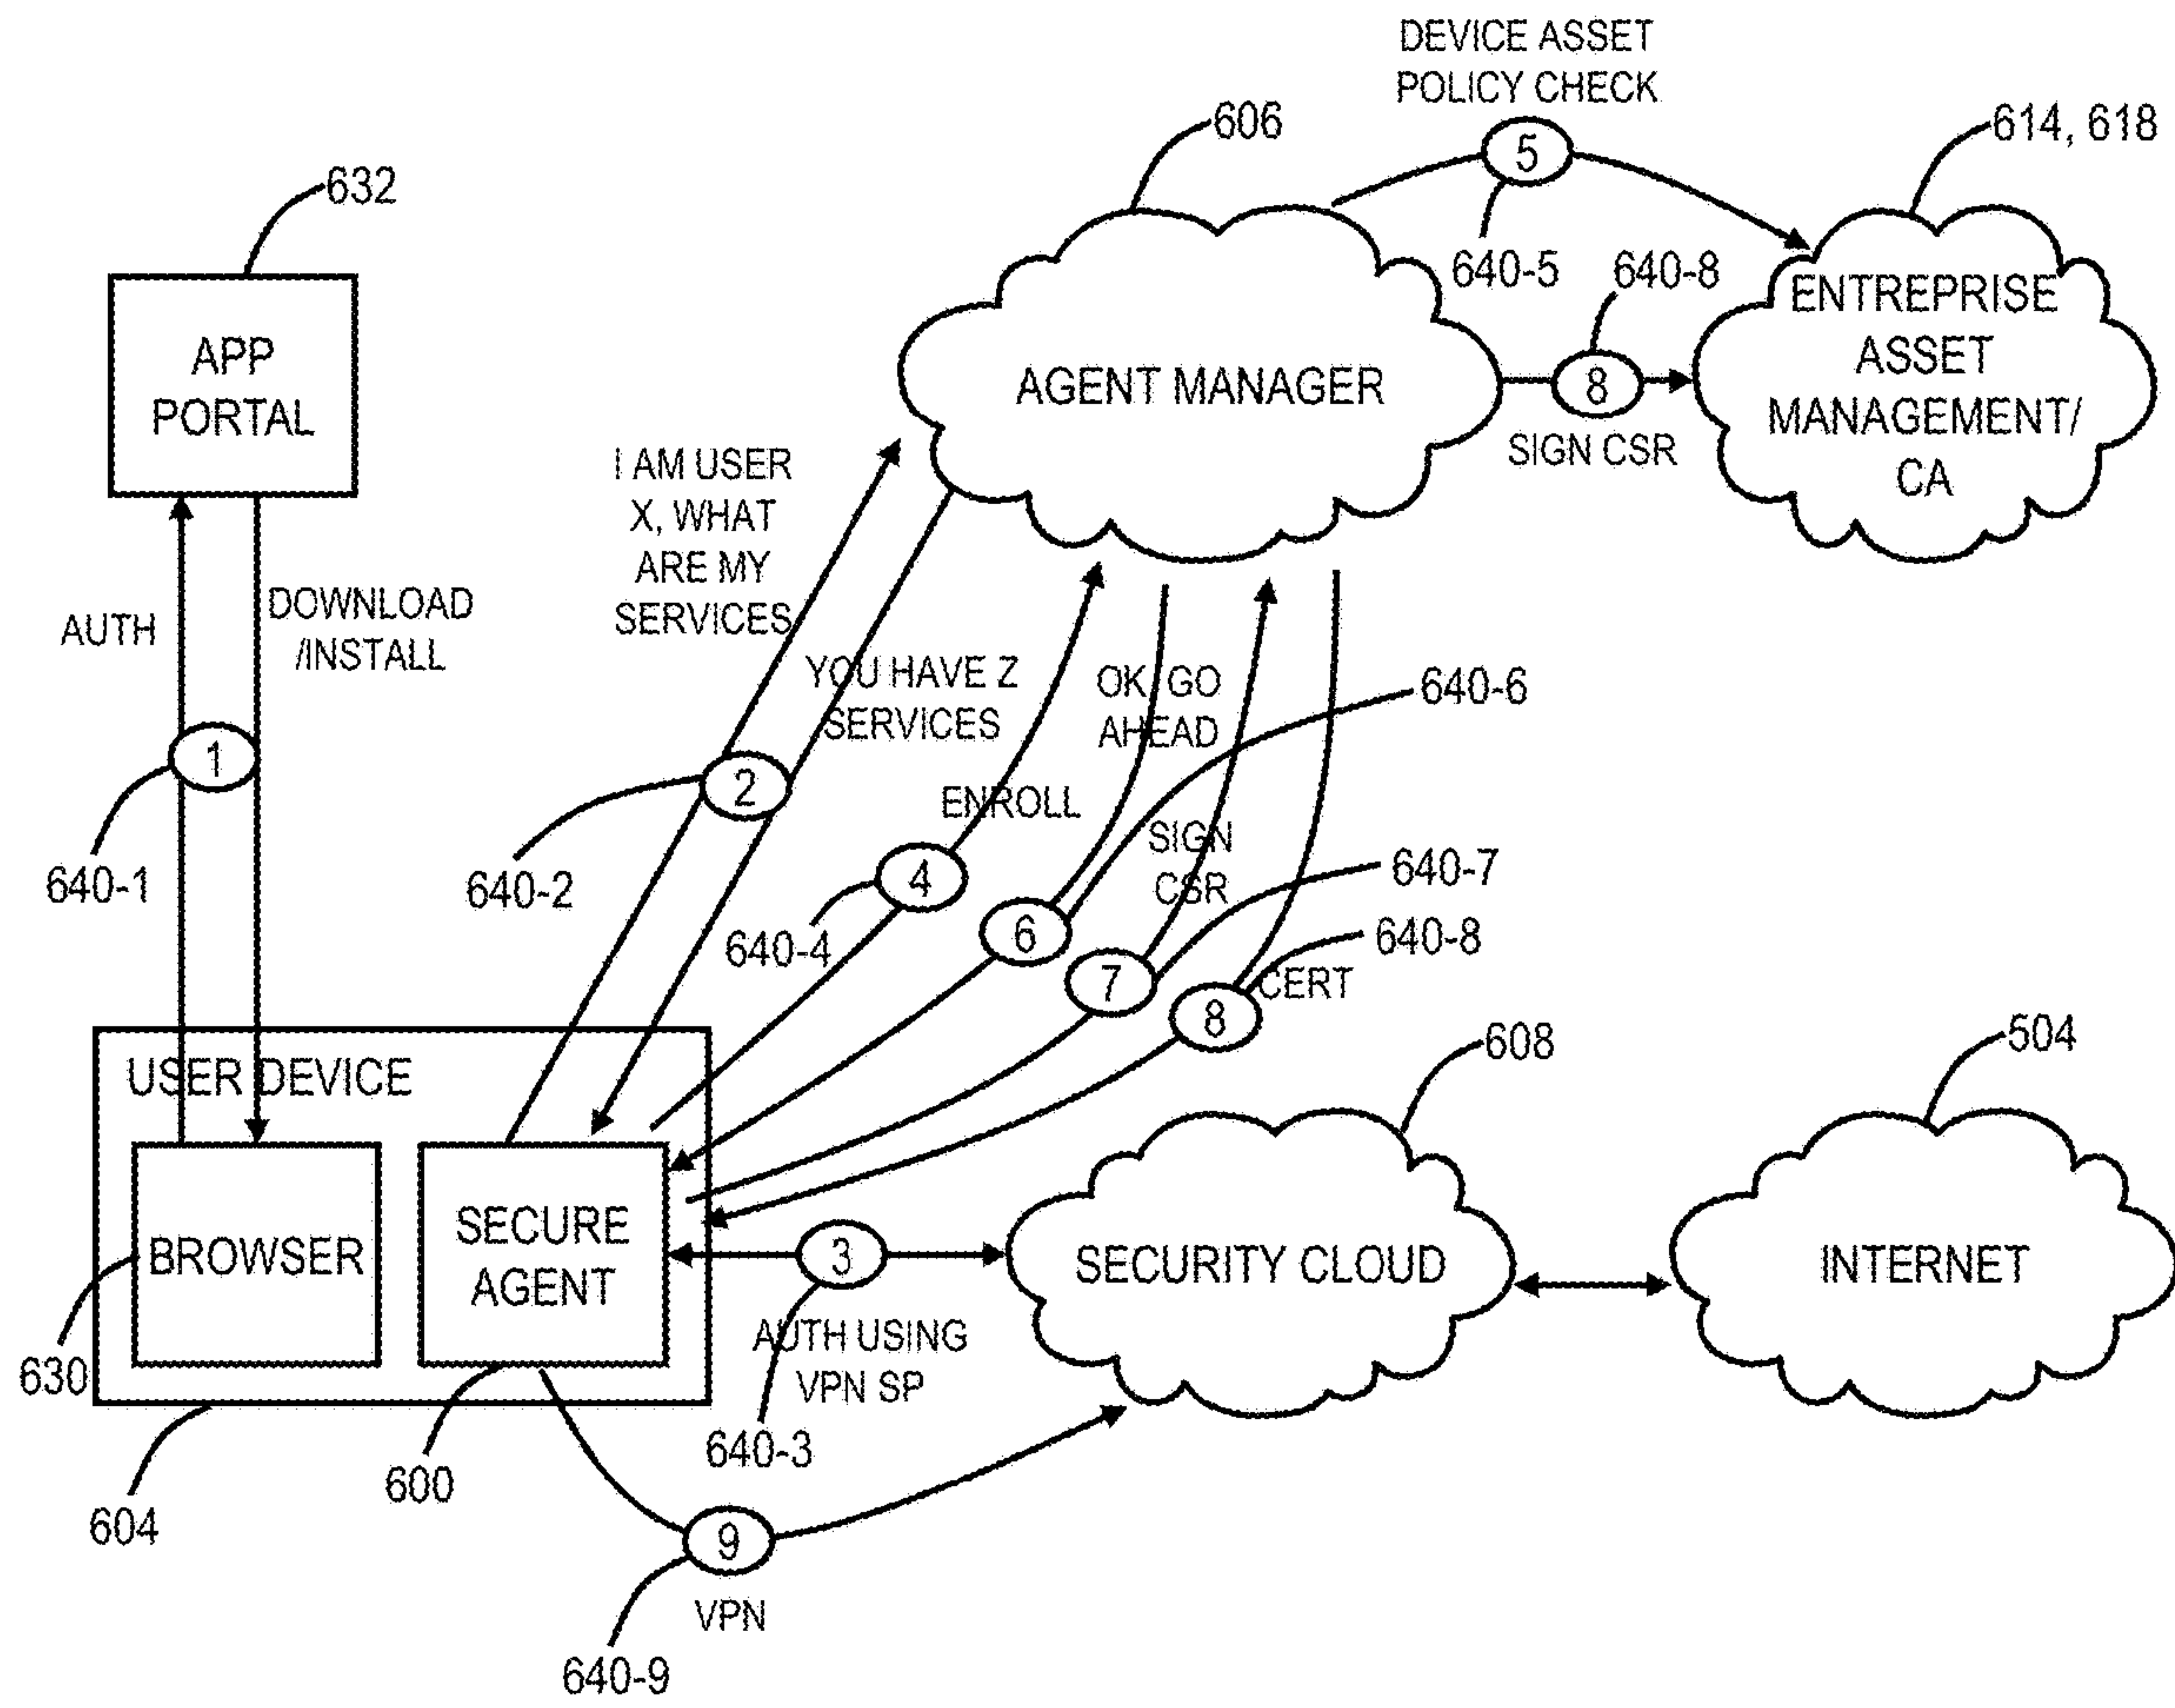 DEVICE ASSET
POLICY CHECK
606
5
614, 618
632
640-5
640-8
APP
PORTAL
AGENT MANAGER
8
SIGN CSR
ENTREPRISE
ASSET
MANAGEMENT/
CA
I AM USER
X, WHAT
ARE MY
SERVICES
AUTH
DOWNLOAD
/INSTALL
YOU HAVE Z
SERVICES
OK, GO
AHEAD
640-6
1
2
ENROLL
SIGN
CSR
640-1
640-2
4
640-4
6
640-7
7
640-8
8
CERT
USER DEVICE
608
504
BROWSER
SECURE
AGENT
3
SECURITY CLOUD
INTERNET
AUTH USING
VPN SP
630
640-3
600
604
9
VPN
640-9